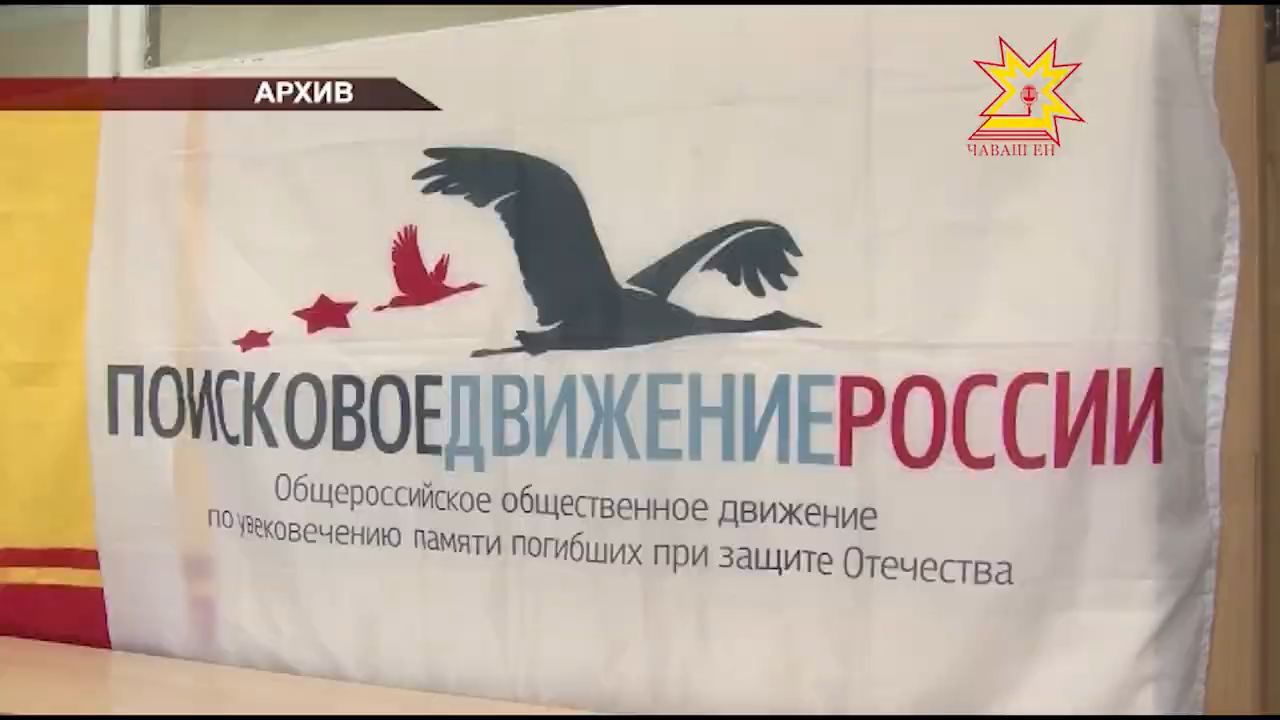 АРХИВ
ЧАВАШ ЕН
ПОИСКОВОЕДВИЖЕНИЕРОССИИ
Общероссийское общественное движение
по увековечению памяти погибших при защите Отечества